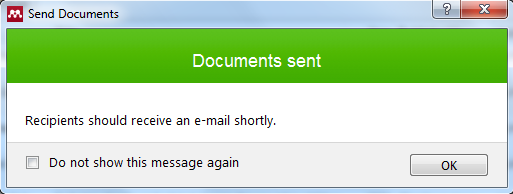 Send Documents
Documents sent
Recipients should receive an e-mail shortly.
Do not show this message again
OK